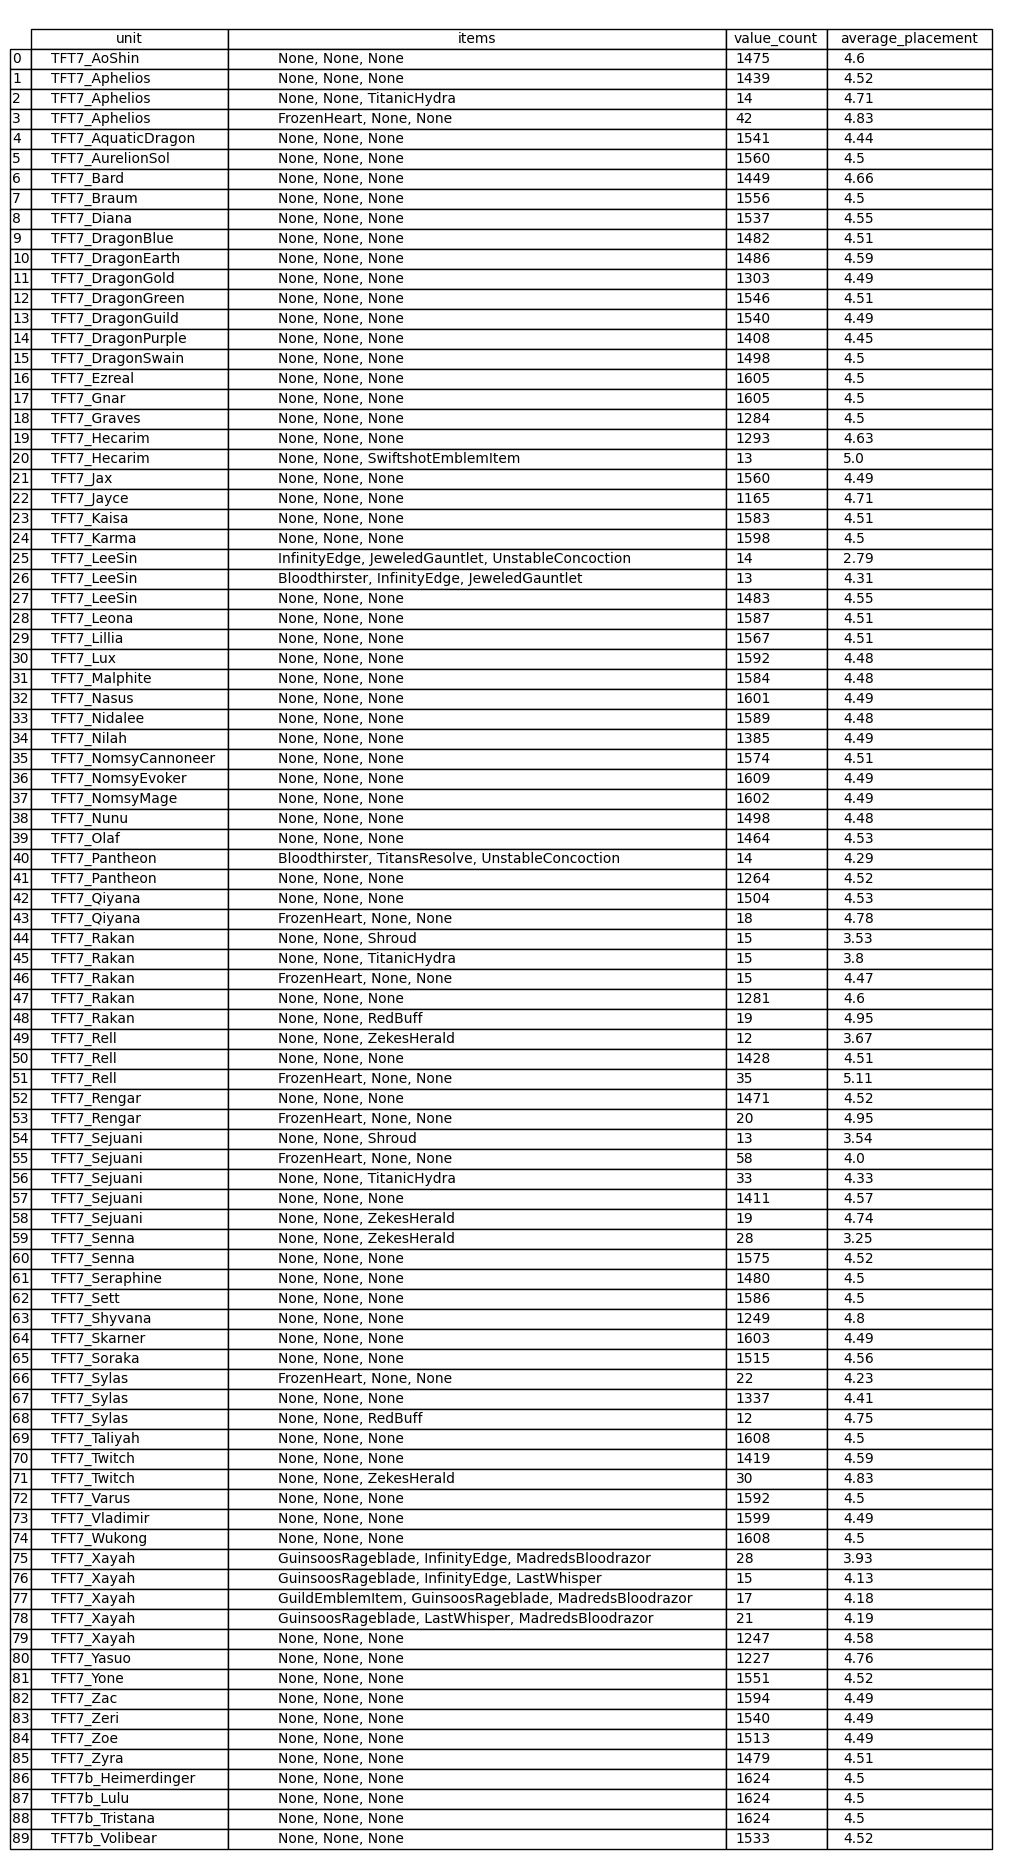 unit items value_count average_placement
0 TFT7_AoShin None, None, None 1475 4.6
1 TFT7_Aphelios None, None, None 1439 4.52
2 TFT7_Aphelios None, None, TitanicHydra 14 4.71
3 TFT7_Aphelios FrozenHeart, None, None 42 4.83
4 TFT7_AquaticDragon None, None, None 1541 4.44
5 TFT7_AurelionSol None, None, None 1560 4.5
6 TFT7_Bard None, None, None 1449 4.66
7 TFT7_Braum None, None, None 1556 4.5
8 TFT7_Diana None, None, None 1537 4.55
9 TFT7_DragonBlue None, None, None 1482 4.51
10 TFT7_DragonEarth None, None, None 1486 4.59
11 TFT7_DragonGold None, None, None 1303 4.49
12 TFT7_DragonGreen None, None, None 1546 4.51
13 TFT7_DragonGuild None, None, None 1540 4.49
14 TFT7_DragonPurple None, None, None 1408 4.45
15 TFT7_DragonSwain None, None, None 1498 4.5
16 TFT7_Ezreal None, None, None 1605 4.5
17 TFT7_Gnar None, None, None 1605 4.5
18 TFT7_Graves None, None, None 1284 4.5
19 TFT7_Hecarim None, None, None 1293 4.63
20 TFT7_Hecarim None, None, SwiftshotEmblemItem 13 5.0
21 TFT7_Jax None, None, None 1560 4.49
22 TFT7_Jayce None, None, None 1165 4.71
23 TFT7_Kaisa None, None, None 1583 4.51
24 TFT7_Karma None, None, None 1598 4.5
25 TFT7_LeeSin InfinityEdge, JeweledGauntlet, UnstableConcoction 14 2.79
26 TFT7_LeeSin Bloodthirster, InfinityEdge, JeweledGauntlet 13 4.31
27 TFT7_LeeSin None, None, None 1483 4.55
28 TFT7_Leona None, None, None 1587 4.51
29 TFT7_Lillia None, None, None 1567 4.51
30 TFT7_Lux None, None, None 1592 4.48
31 TFT7_Malphite None, None, None 1584 4.48
32 TFT7_Nasus None, None, None 1601 4.49
33 TFT7_Nidalee None, None, None 1589 4.48
34 TFT7_Nilah None, None, None 1385 4.49
35 TFT7_NomsyCannoneer None, None, None 1574 4.51
36 TFT7_NomsyEvoker None, None, None 1609 4.49
37 TFT7_NomsyMage None, None, None 1602 4.49
38 TFT7_Nunu None, None, None 1498 4.48
39 TFT7_Olaf None, None, None 1464 4.53
40 TFT7_Pantheon Bloodthirster, TitansResolve, UnstableConcoction 14 4.29
41 TFT7_Pantheon None, None, None 1264 4.52
42 TFT7_Qiyana None, None, None 1504 4.53
43 TFT7_Qiyana FrozenHeart, None, None 18 4.78
44 TFT7_Rakan None, None, Shroud 15 3.53
45 TFT7_Rakan None, None, TitanicHydra 15 3.8
46 TFT7_Rakan FrozenHeart, None, None 15 4.47
47 TFT7_Rakan None, None, None 1281 4.6
48 TFT7_Rakan None, None, RedBuff 19 4.95
49 TFT7_Rell None, None, ZekesHerald 12 3.67
50 TFT7_Rell None, None, None 1428 4.51
51 TFT7_Rell FrozenHeart, None, None 35 5.11
52 TFT7_Rengar None, None, None 1471 4.52
53 TFT7_Rengar FrozenHeart, None, None 20 4.95
54 TFT7_Sejuani None, None, Shroud 13 3.54
55 TFT7_Sejuani FrozenHeart, None, None 58 4.0
56 TFT7_Sejuani None, None, TitanicHydra 33 4.33
57 TFT7_Sejuani None, None, None 1411 4.57
58 TFT7_Sejuani None, None, ZekesHerald 19 4.74
59 TFT7_Senna None, None, ZekesHerald 28 3.25
60 TFT7_Senna None, None, None 1575 4.52
61 TFT7_Seraphine None, None, None 1480 4.5
62 TFT7_Sett None, None, None 1586 4.5
63 TFT7_Shyvana None, None, None 1249 4.8
64 TFT7_Skarner None, None, None 1603 4.49
65 TFT7_Soraka None, None, None 1515 4.56
66 TFT7_Sylas FrozenHeart, None, None 22 4.23
67 TFT7_Sylas None, None, None 1337 4.41
68 TFT7_Sylas None, None, RedBuff 12 4.75
69 TFT7_Taliyah None, None, None 1608 4.5
70 TFT7_Twitch None, None, None 1419 4.59
71 TFT7_Twitch None, None, ZekesHerald 30 4.83
72 TFT7_Varus None, None, None 1592 4.5
73 TFT7_Vladimir None, None, None 1599 4.49
74 TFT7_Wukong None, None, None 1608 4.5
75 TFT7_Xayah GuinsoosRageblade, InfinityEdge, MadredsBloodrazor 28 3.93
76 TFT7_Xayah GuinsoosRageblade, InfinityEdge, LastWhisper 15 4.13
77 TFT7_Xayah GuildEmblemItem, GuinsoosRageblade, MadredsBloodrazor 17 4.18
78 TFT7_Xayah GuinsoosRageblade, LastWhisper, MadredsBloodrazor 21 4.19
79 TFT7_Xayah None, None, None 1247 4.58
80 TFT7_Yasuo None, None, None 1227 4.76
81 TFT7_Yone None, None, None 1551 4.52
82 TFT7_Zac None, None, None 1594 4.49
83 TFT7_Zeri None, None, None 1540 4.49
84 TFT7_Zoe None, None, None 1513 4.49
85 TFT7_Zyra None, None, None 1479 4.51
86 TFT7b_Heimerdinger None, None, None 1624 4.5
87 TFT7b_Lulu None, None, None 1624 4.5
88 TFT7b_Tristana None, None, None 1624 4.5
89 TFT7b_Volibear None, None, None 1533 4.52